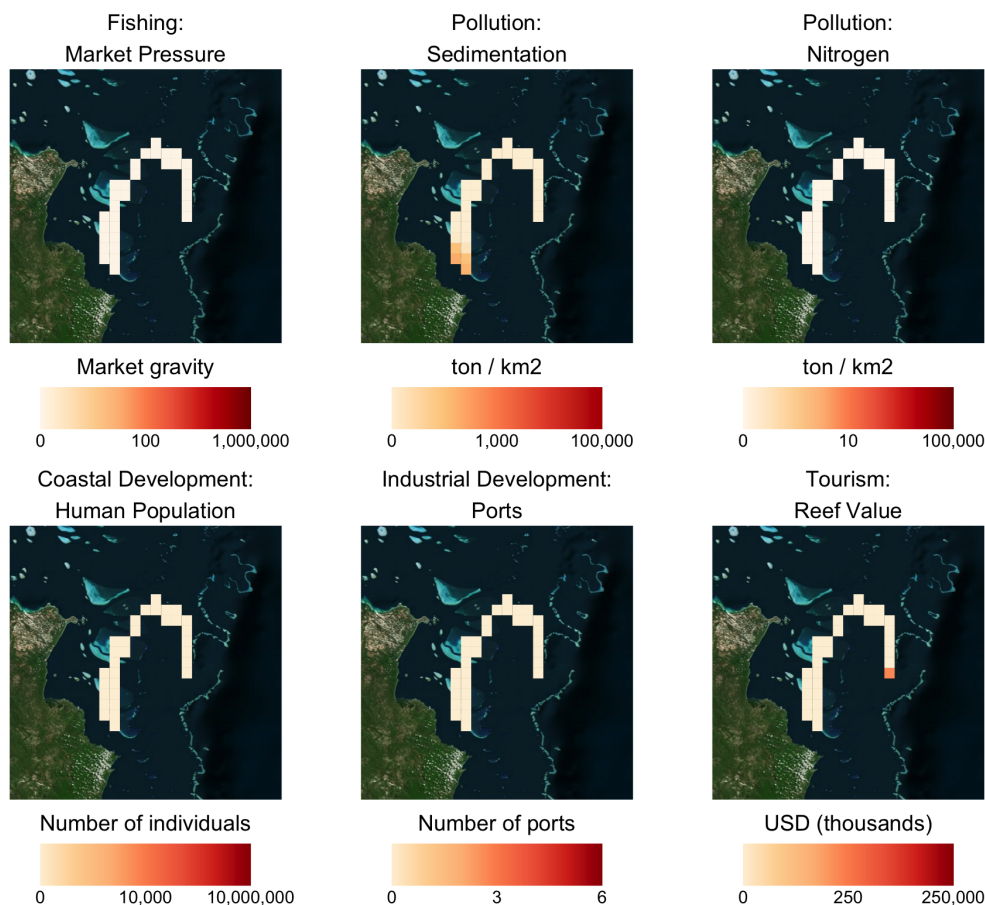 Fishing:
Market Pressure
Pollution:
Sedimentation
Pollution:
Nitrogen
Market gravity
0 100 1,000,000
ton / km2
0 1,000 100,000
ton / km2
0 10 100,000
Coastal Development:
Human Population
Industrial Development:
Ports
Tourism:
Reef Value
Number of individuals
0 10,000 10,000,000
Number of ports
0 3 6
USD (thousands)
0 250 250,000